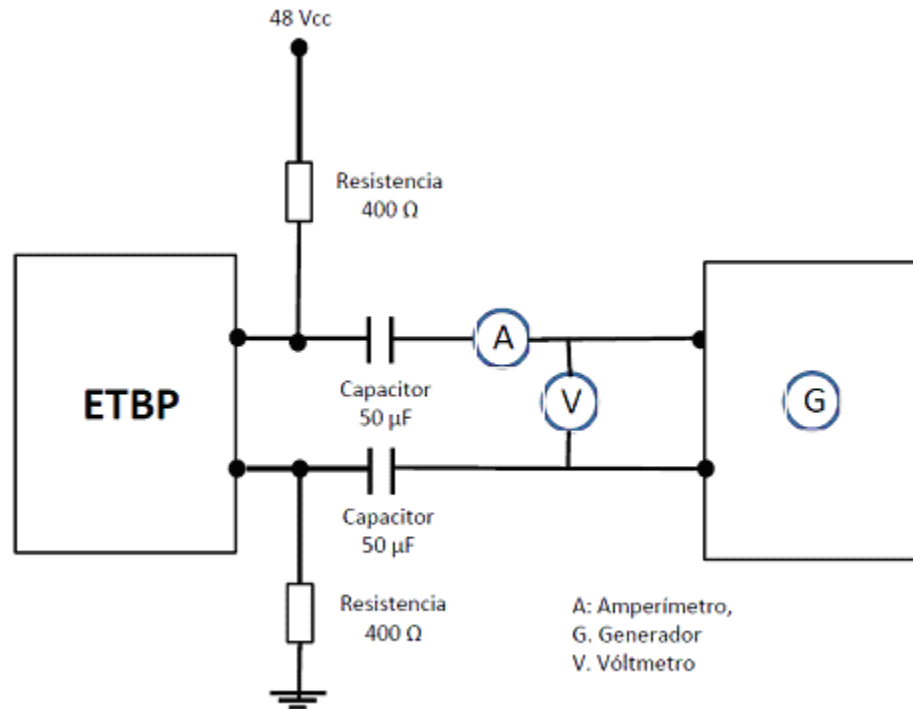 48 Vcc
Resistencia
400 Ω
A
Capacitor
50 µF
ETBP
V
G
Capacitor
50 µF
Resistencia
400 Ω
A: Amperímetro,
G. Generador
V. Vóltmetro